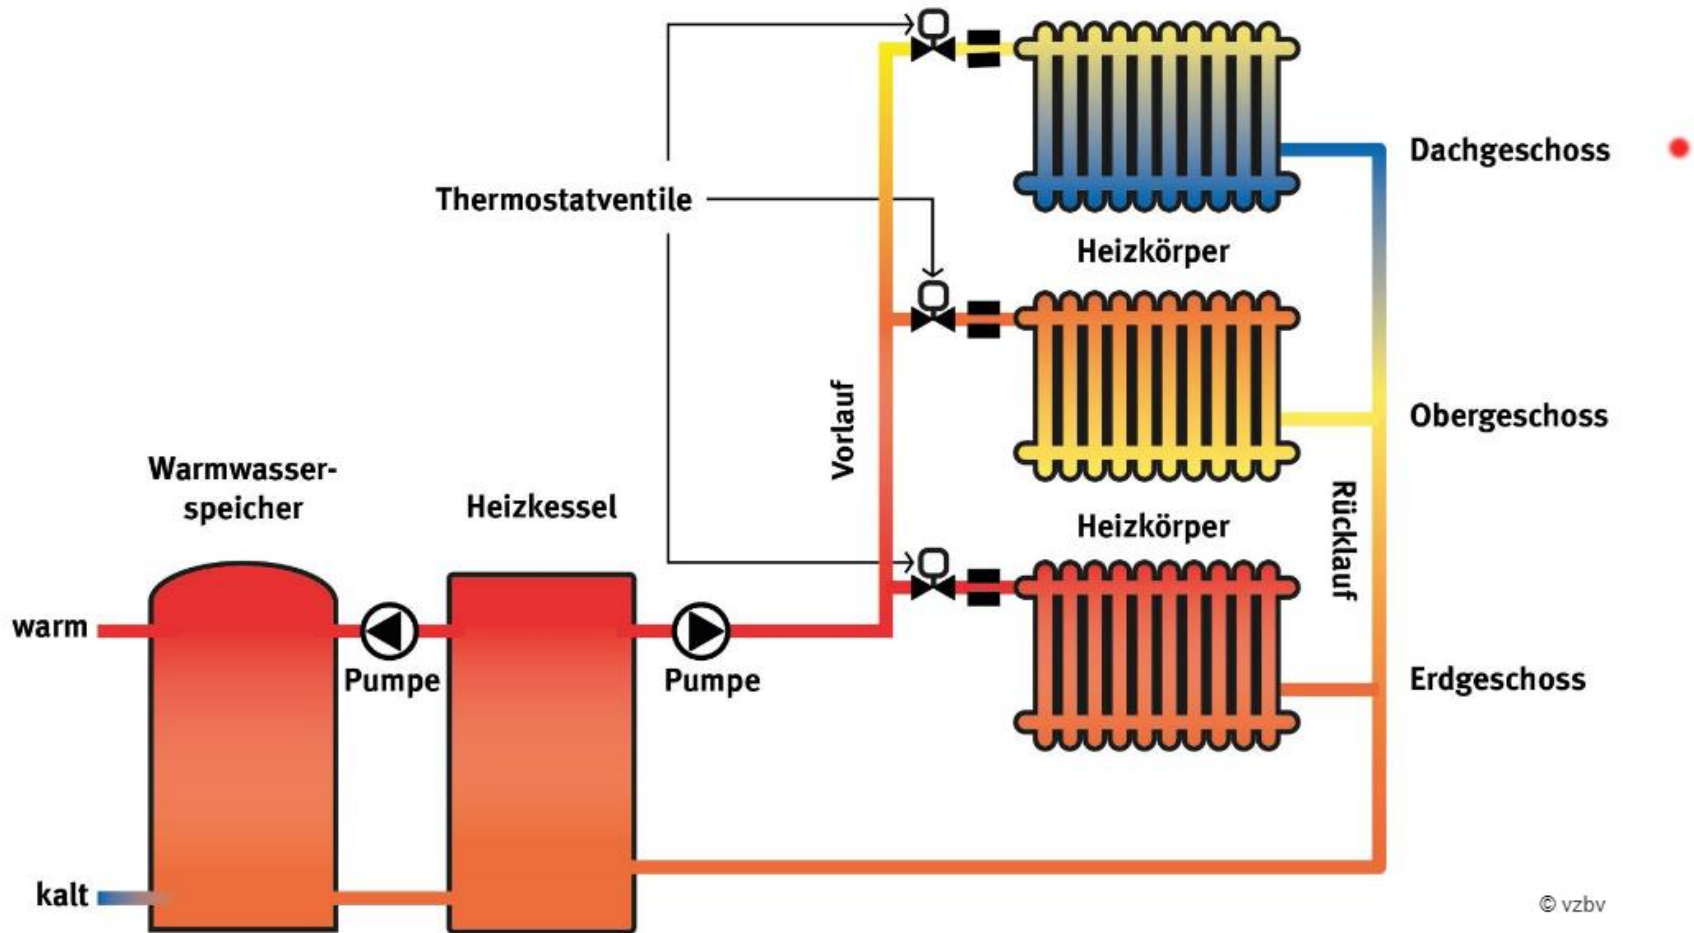 Dachgeschoss
Thermostatventile
Heizkörper
Vorlauf
Obergeschoss
Warmwasser-
speicher
Heizkessel
Rücklauf
Heizkörper
warm
Pumpe
Pumpe
Erdgeschoss
kalt
© vzbv